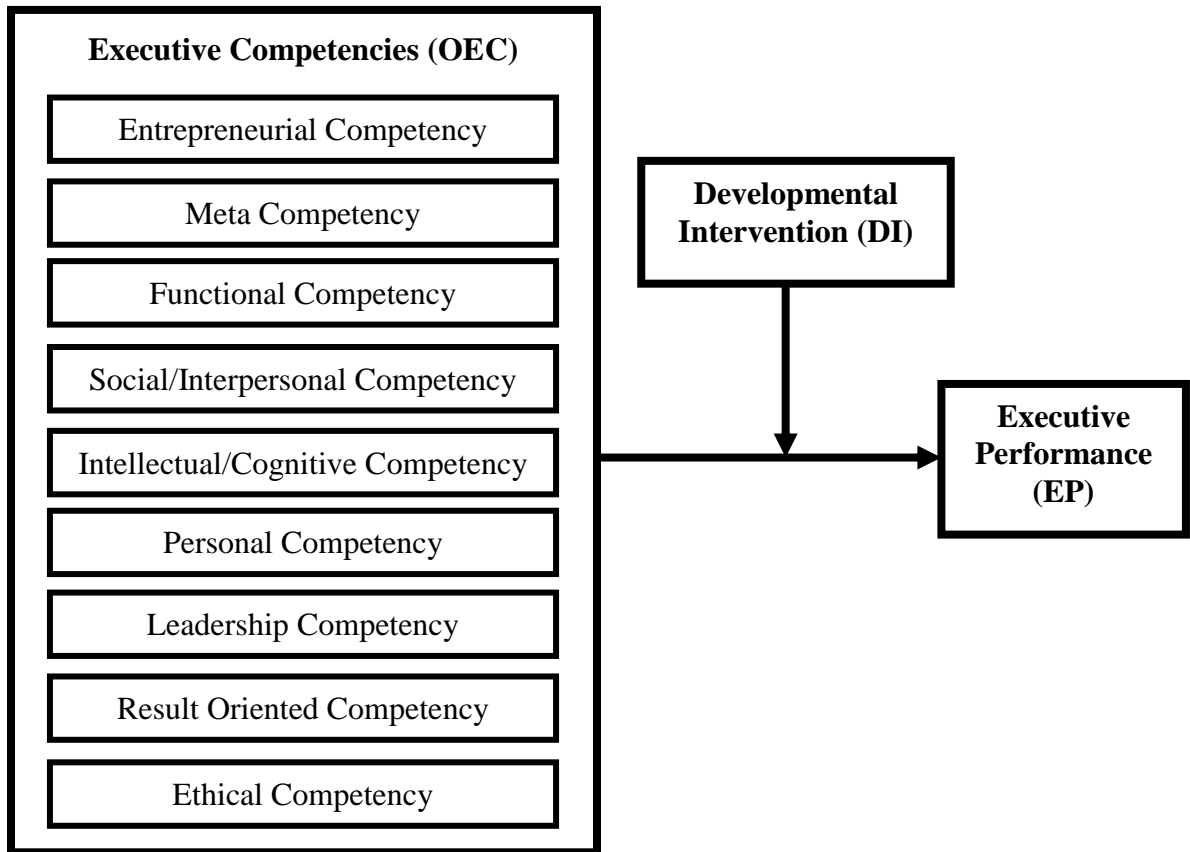 Executive Competencies (OEC)
Entrepreneurial Competency
Meta Competency
Functional Competency
Social/Interpersonal Competency
Intellectual/Cognitive Competency
Personal Competency
Leadership Competency
Result Oriented Competency
Ethical Competency
Developmental
Intervention (DI)
Executive
Performance
(EP)